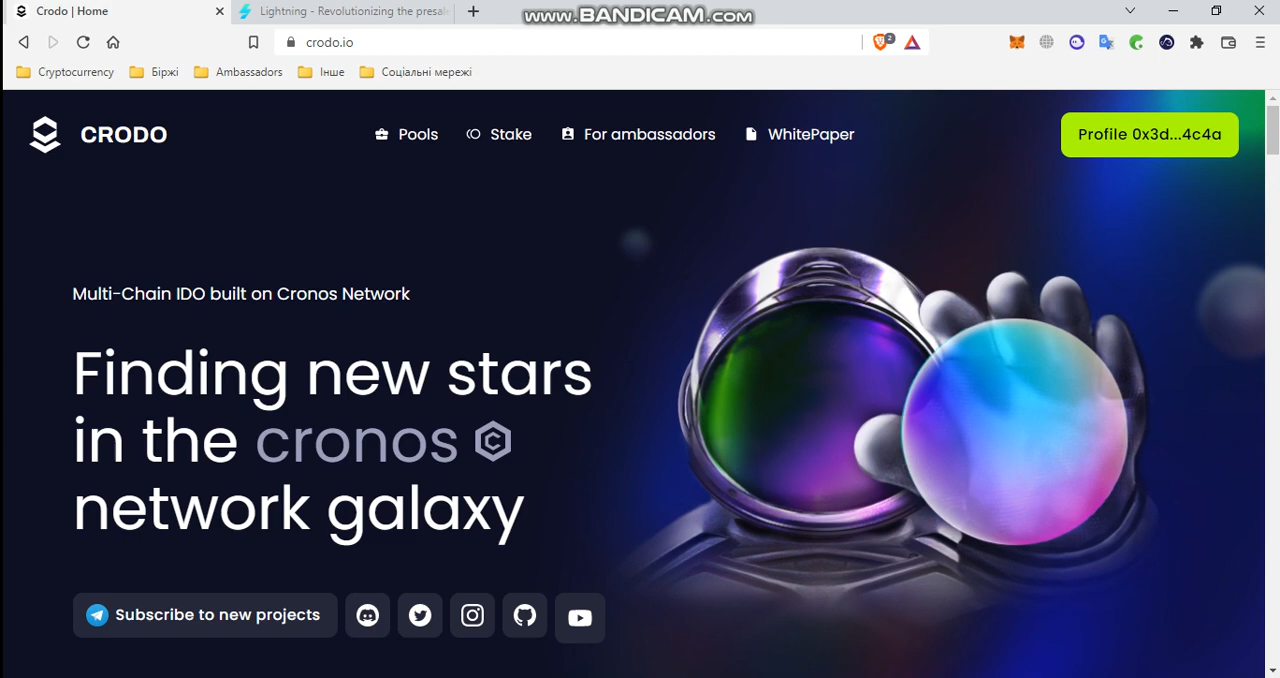 Crodo | Home
Lightning - Revolutionizing the presal
www.BANDICAM.com
crodo.io
2
Cryptocurrency
Біржі
Ambassadors
Інше
Соціальні мережі
CRODO
Pools
Stake
For ambassadors
WhitePaper
Profile 0x3d...4c4a
Multi-Chain IDO built on Cronos Network
Finding new stars
in the cronos
network galaxy
Subscribe to new projects